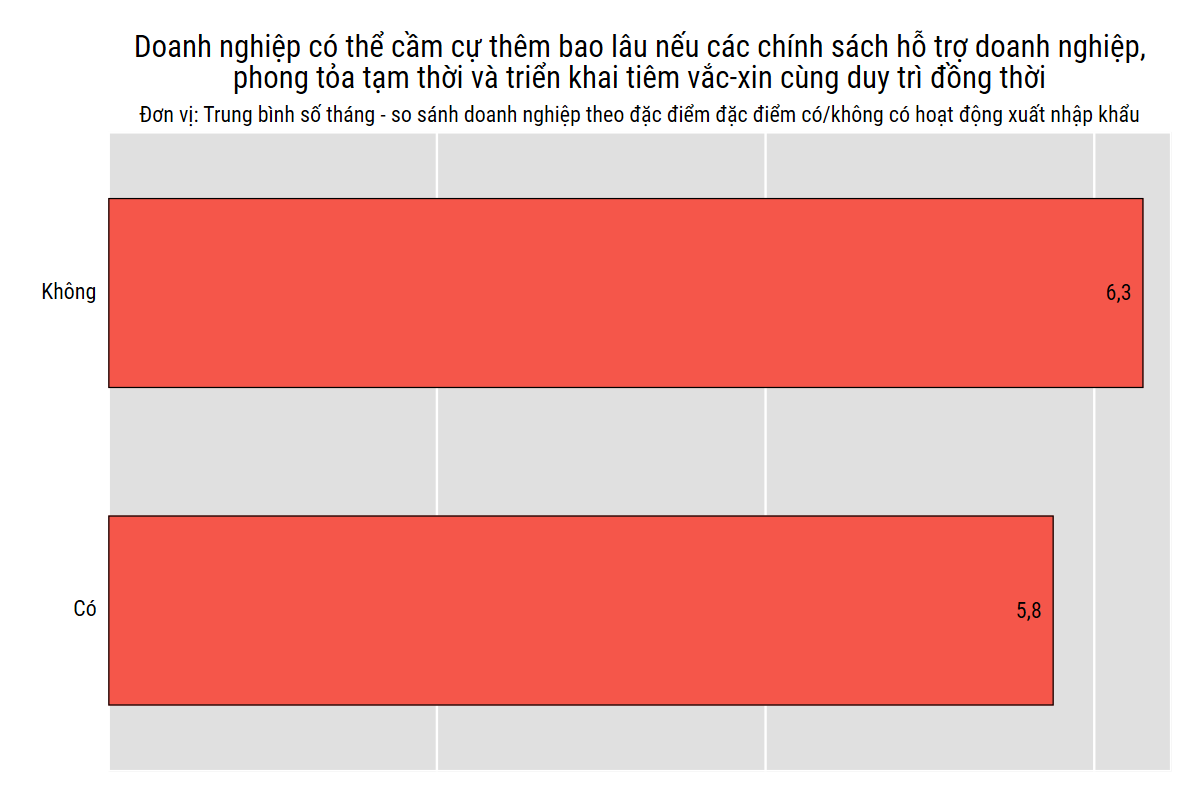 Doanh nghiệp có thể cầm cự thêm bao lâu nếu các chính sách hỗ trợ doanh nghiệp,
phong tỏa tạm thời và triển khai tiêm vắc-xin cùng duy trì đồng thời
Đơn vị: Trung bình số tháng - so sánh doanh nghiệp theo đặc điểm đặc điểm có/không có hoạt động xuất nhập khẩu
Không
6,3
Có
5,8